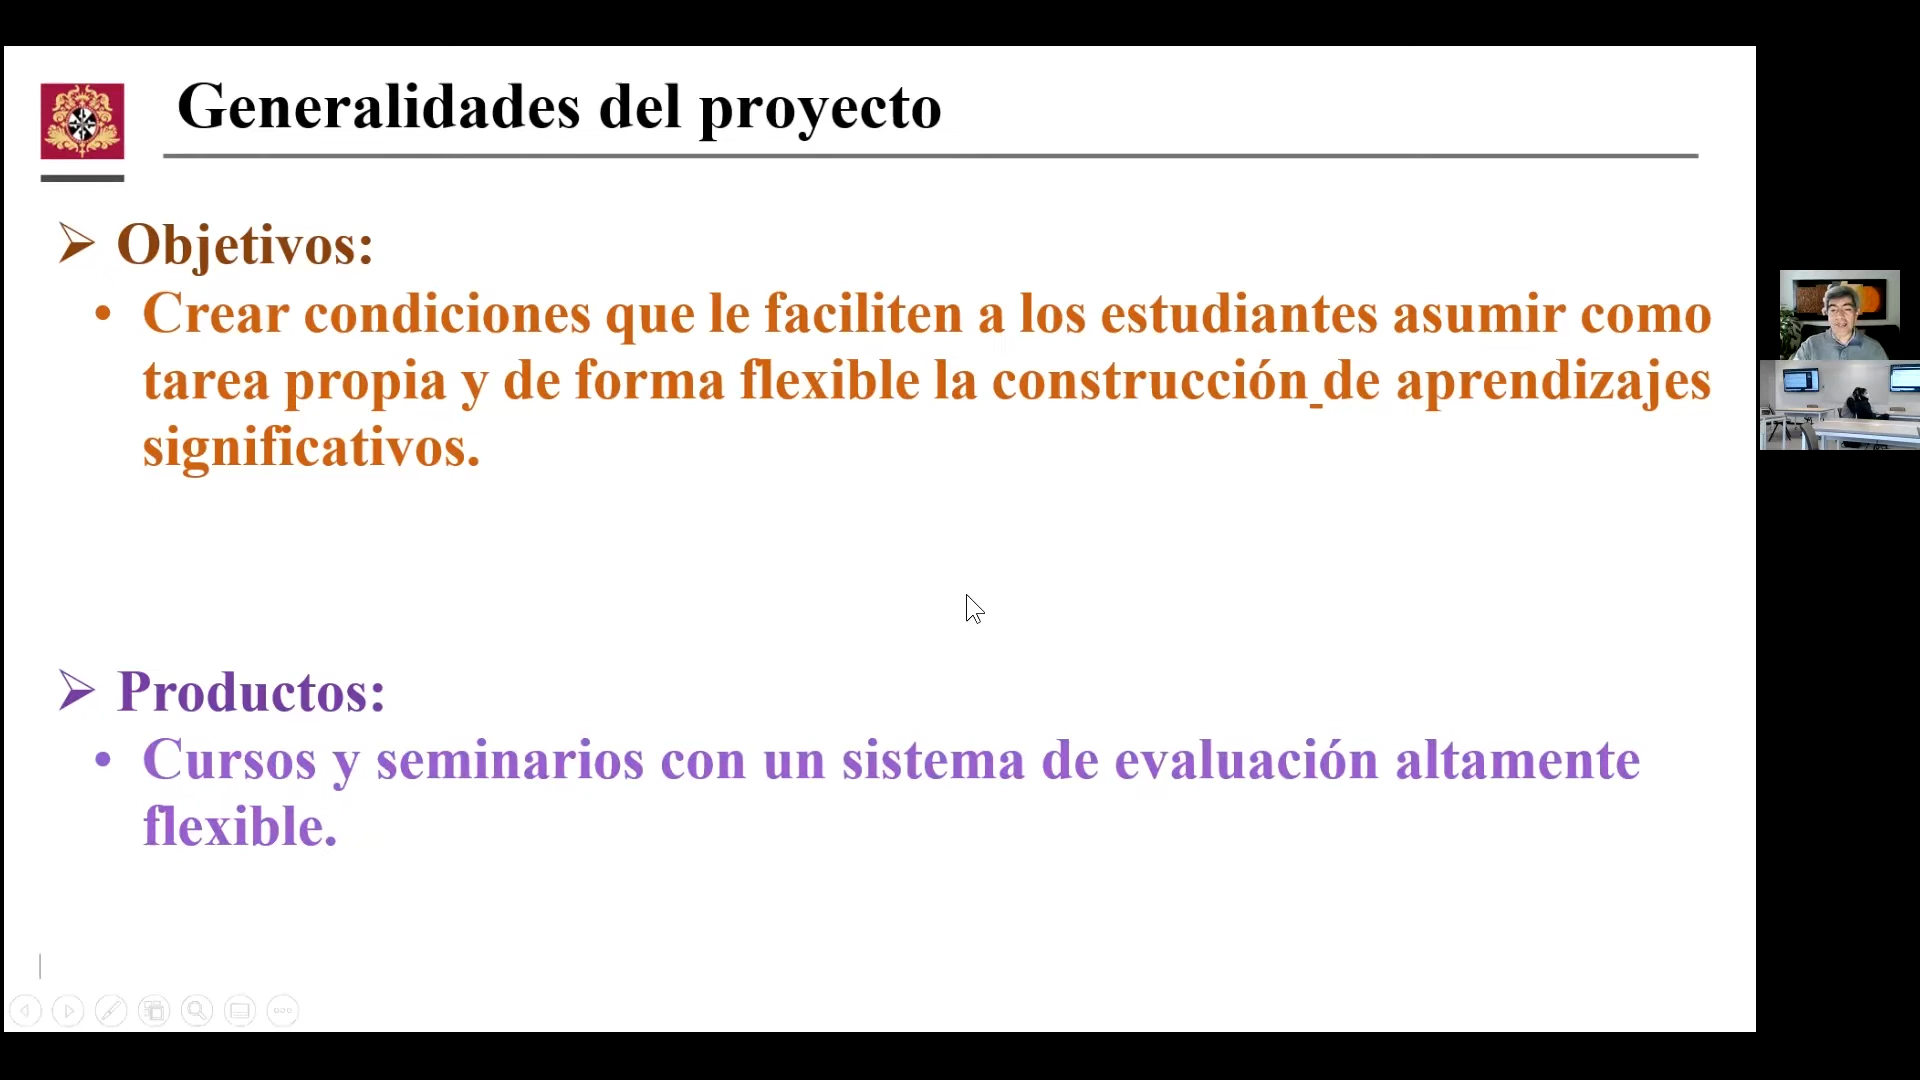 Generalidades del proyecto
Objetivos:
Crear condiciones que le faciliten a los estudiantes asumir como
tarea propia y de forma flexible la construcción de aprendizajes
significativos.
Productos:
Cursos y seminarios con un sistema de evaluación altamente
flexible.